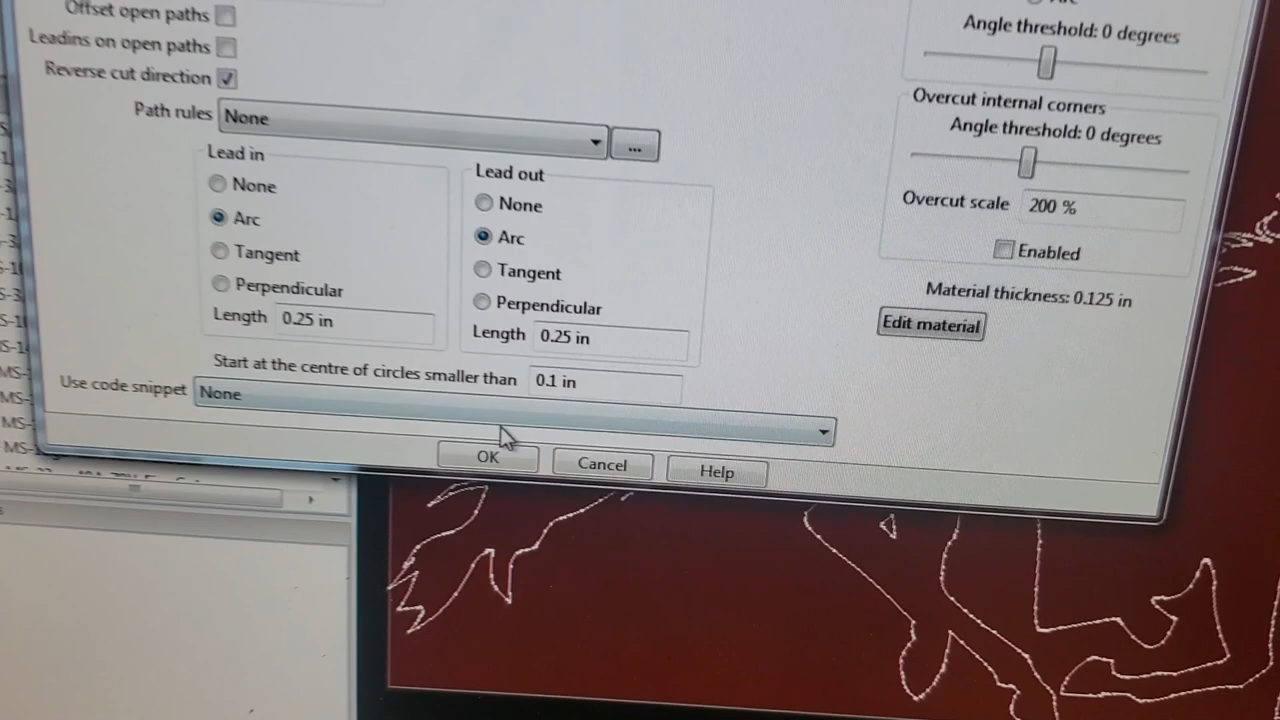 Offset open paths
Leadins on open paths
Reverse cut direction
Path rules None ...
Lead in
None
Arc
Tangent
Perpendicular
Length 0.25 in
Lead out
None
Arc
Tangent
Perpendicular
Length 0.25 in
Start at the centre of circles smaller than 0.1 in
Use code snippet None
OK Cancel Help
Angle threshold: 0 degrees
Overcut internal corners
Angle threshold: 0 degrees
Overcut scale 200 %
Enabled
Material thickness: 0.125 in
Edit material